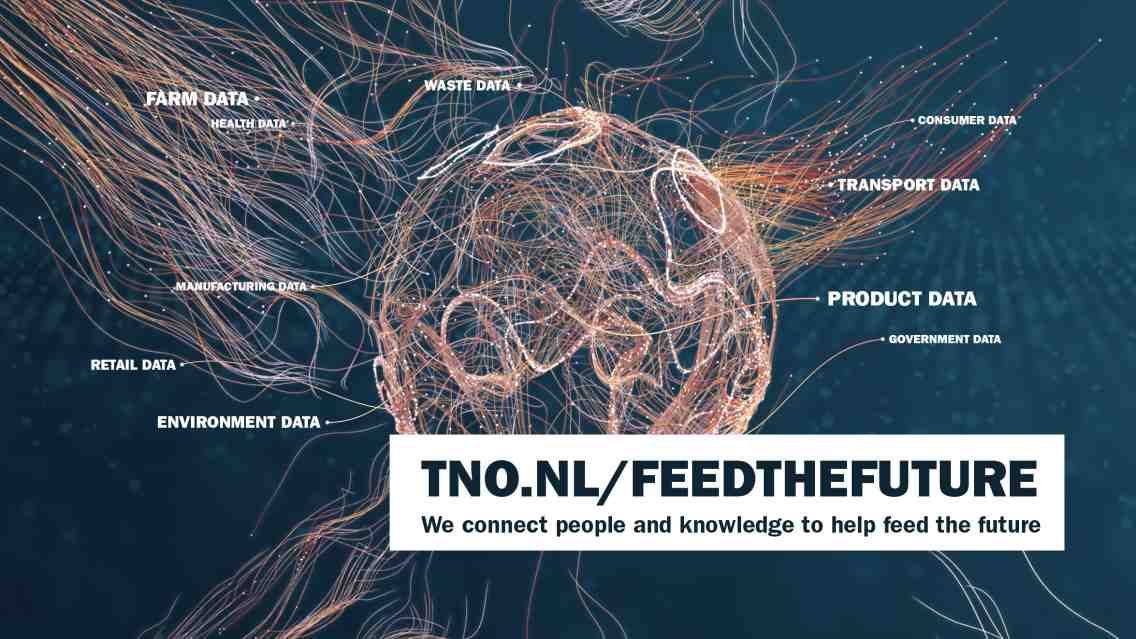 WASTE DATA
FARM DATA
HEALTH DATA
CONSUMER DATA
TRANSPORT DATA
MANUFACTURING DATA
PRODUCT DATA
GOVERNMENT DATA
RETAIL DATA
ENVIRONMENT DATA
TNO.NL/FEEDTHEFUTURE
We connect people and knowledge to help feed the future